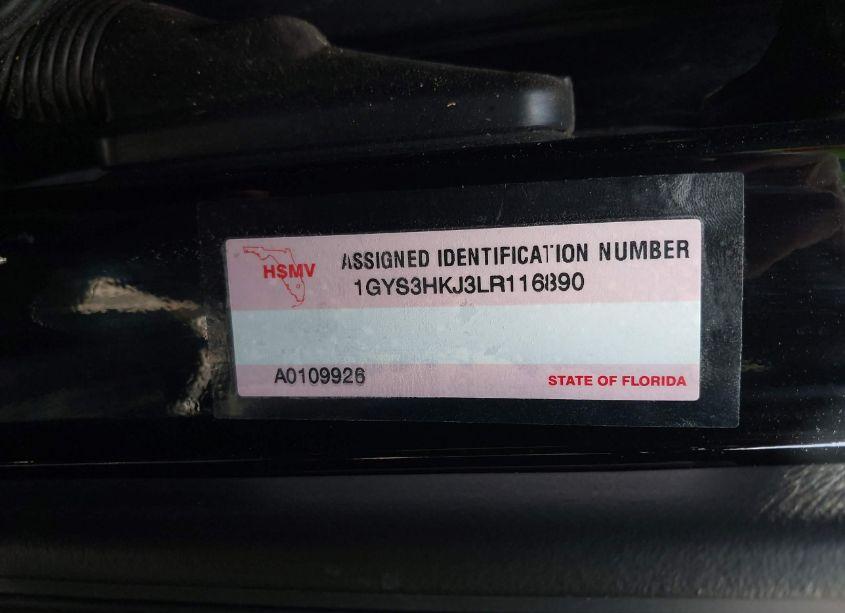 HSMV
ASSIGNED IDENTIFICATION NUMBER
1GYS3HKJ3LR116890
A0109926
STATE OF FLORIDA